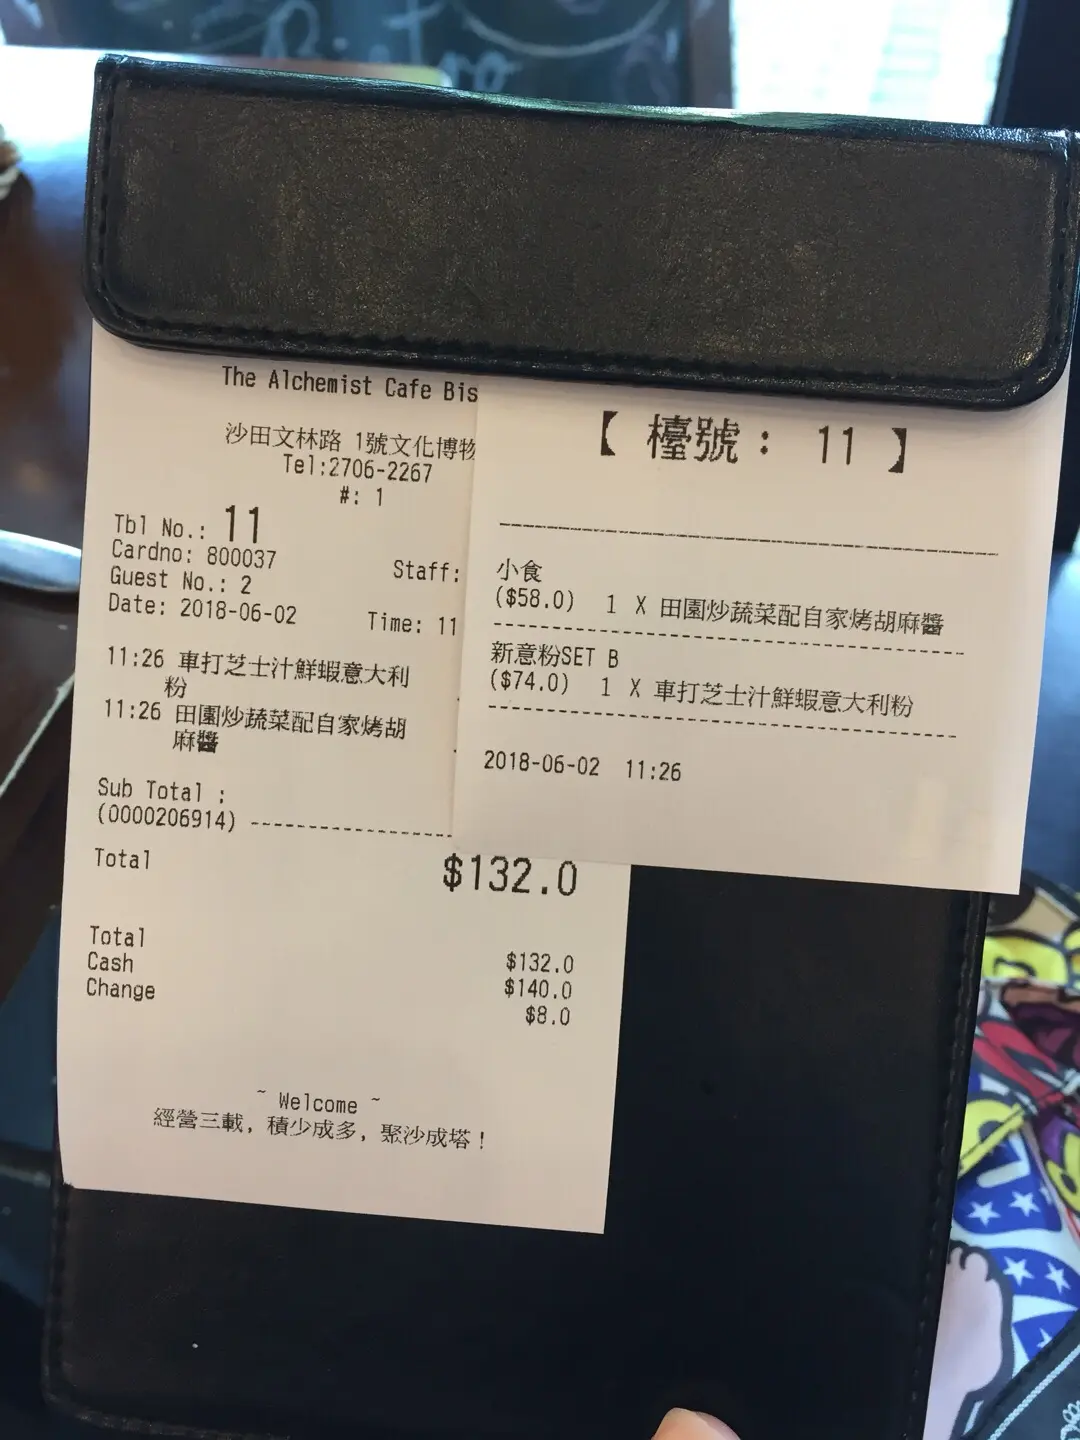 The Alchemist Cafe Bis
沙田文林路 1號文化博物
Tel:2706-2267
#: 1
Tbl No.: 11
Cardno: 800037
Staff:
Guest No.: 2
Date: 2018-06-02
Time: 11
11:26 車打芝士汁鮮蝦意大利
粉
11:26 田園炒蔬菜配自家烤胡
麻醬
Sub Total :
(0000206914) ----------------
Total $132.0
Total $132.0
Cash $140.0
Change $8.0
~ Welcome ~
經營三載, 積少成多, 聚沙成塔!
【 檯號: 11 】
小食
($58.0) 1 X 田園炒蔬菜配自家烤胡麻醬
新意粉SET B
($74.0) 1 X 車打芝士汁鮮蝦意大利粉
2018-06-02 11:26